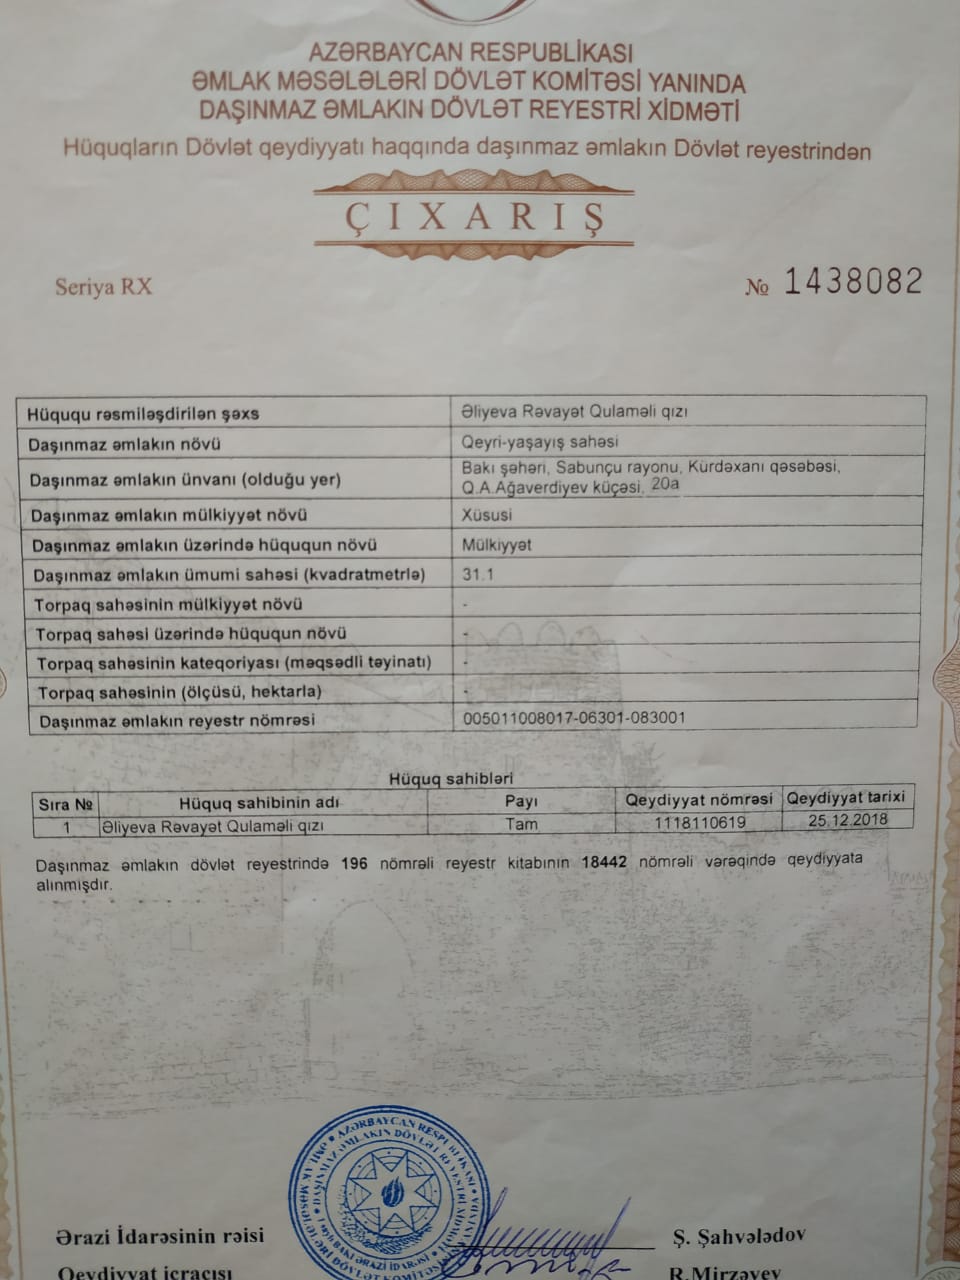 AZƏRBAYCAN RESPUBLİKASI
ƏMLAK MƏSƏLƏLƏRİ DÖVLƏT KOMİTƏSİ YANINDA
DAŞINMAZ ƏMLAKIN DÖVLƏT REYESTRİ XİDMƏTİ
Hüquqların Dövlət qeydiyyatı haqqında daşınmaz əmlakın Dövlət reyestrindən
ÇIXARIŞ
Seriya RX № 1438082
Hüququ rəsmiləşdirilən şəxs Əliyeva Rəvayət Qulaməli qızı
Daşınmaz əmlakın növü Qeyri-yaşayış sahəsi
Daşınmaz əmlakın ünvanı (olduğu yer) Bakı şəhəri, Sabunçu rayonu, Kürdəxanı qəsəbəsi,
Q.A.Ağaverdiyev küçəsi, 20a
Daşınmaz əmlakın mülkiyyət növü Xüsusi
Daşınmaz əmlakın üzərində hüququn növü Mülkiyyət
Daşınmaz əmlakın ümumi sahəsi (kvadratmetrlə) 31.1
Torpaq sahəsinin mülkiyyət növü -
Torpaq sahəsi üzərində hüququn növü -
Torpaq sahəsinin kateqoriyası (məqsədli təyinatı) -
Torpaq sahəsinin (ölçüsü, hektarla) -
Daşınmaz əmlakın reyestr nömrəsi 005011008017-06301-083001
Hüquq sahibləri
Sıra № Hüquq sahibinin adı Payı Qeydiyyat nömrəsi Qeydiyyat tarixi
1 Əliyeva Rəvayət Qulaməli qızı Tam 1118110619 25.12.2018
Daşınmaz əmlakın dövlət reyestrində 196 nömrəli reyestr kitabının 18442 nömrəli vərəqində qeydiyyata
alınmışdır.
Ərazi İdarəsinin rəisi Ş. Şahvələdov
Qeydiyyat icraçısı R.Mirzəyev